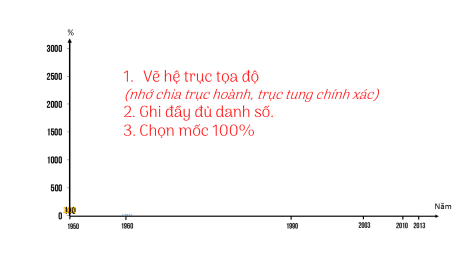 %
3000
2500
2000
1500
1000
500
0
100
1. Vẽ hệ trục tọa độ
(nhớ chia trục hoành, trục tung chính xác)
2. Ghi đầy đủ danh số.
3. Chọn mốc 100%
Năm
1950 1960 1990 2003 2010 2013